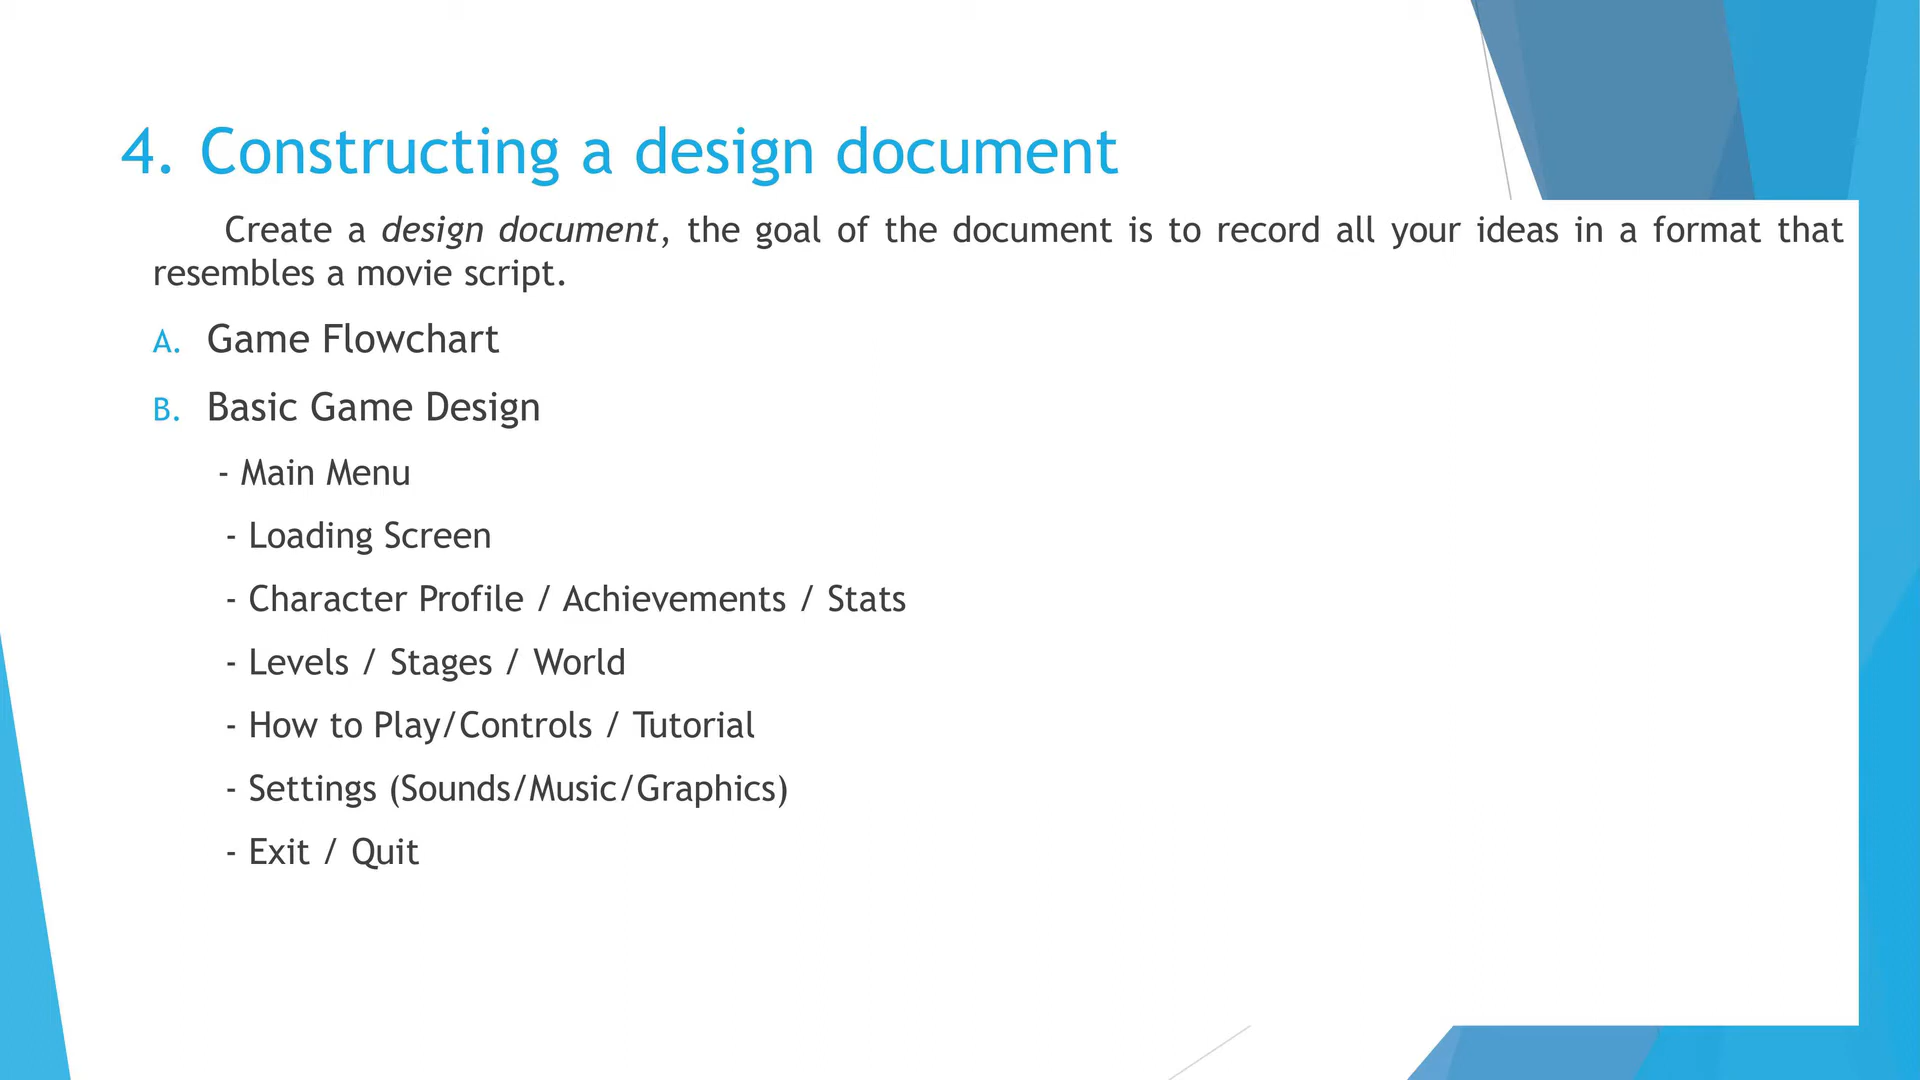 4. Constructing a design document
Create a design document, the goal of the document is to record all your ideas in a format that
resembles a movie script.
A. Game Flowchart
B. Basic Game Design
- Main Menu
- Loading Screen
- Character Profile / Achievements / Stats
- Levels / Stages / World
- How to Play/Controls / Tutorial
- Settings (Sounds/Music/Graphics)
- Exit / Quit